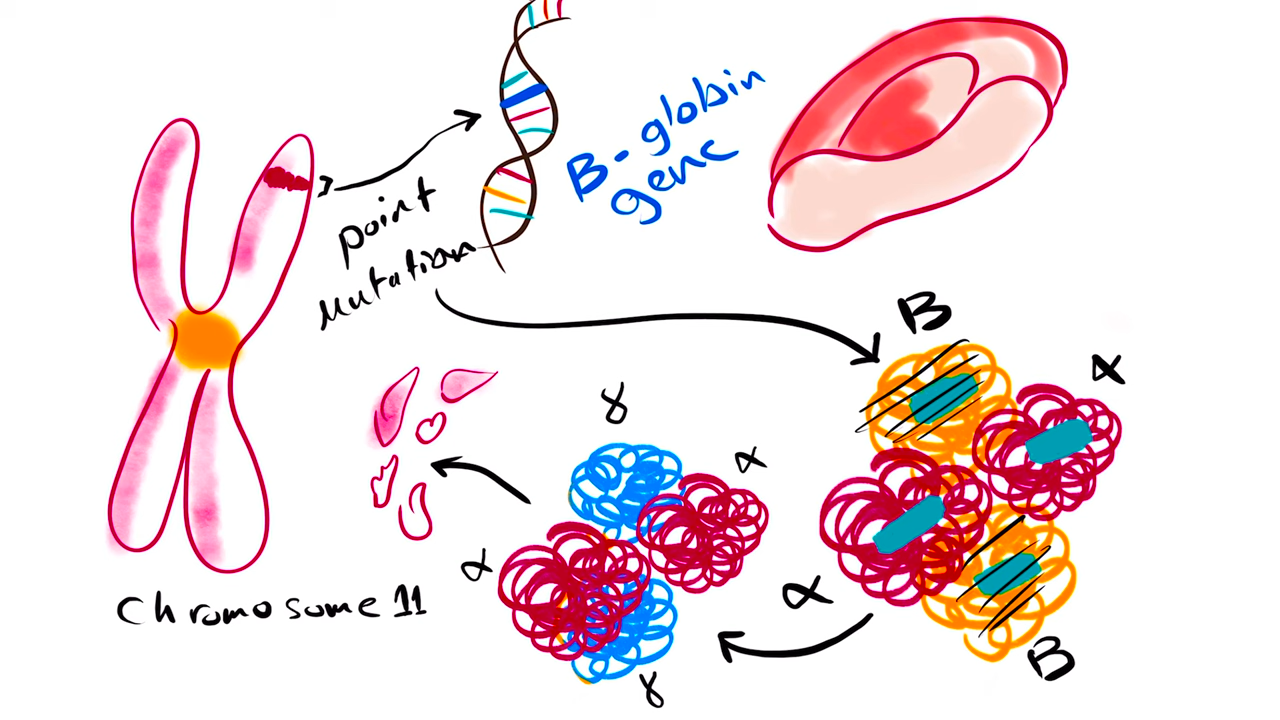 B-globin
gene
point
mutation
B
α
γ
α
α
α
chromosome 11
γ
B